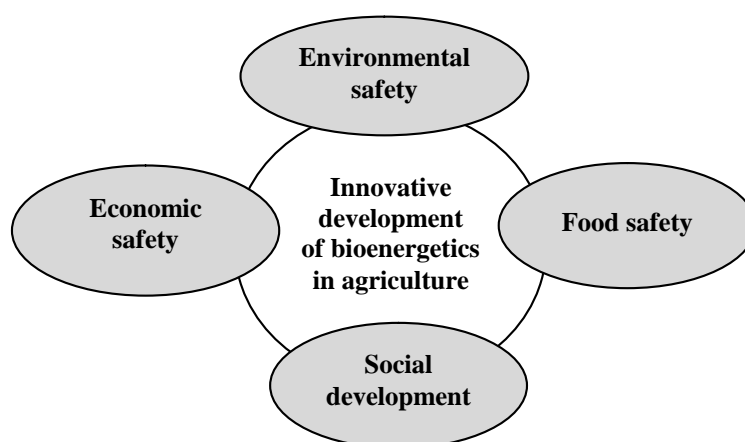 Environmental
safety
Economic
safety
Innovative
development
of bioenergetics
in agriculture
Food safety
Social
development